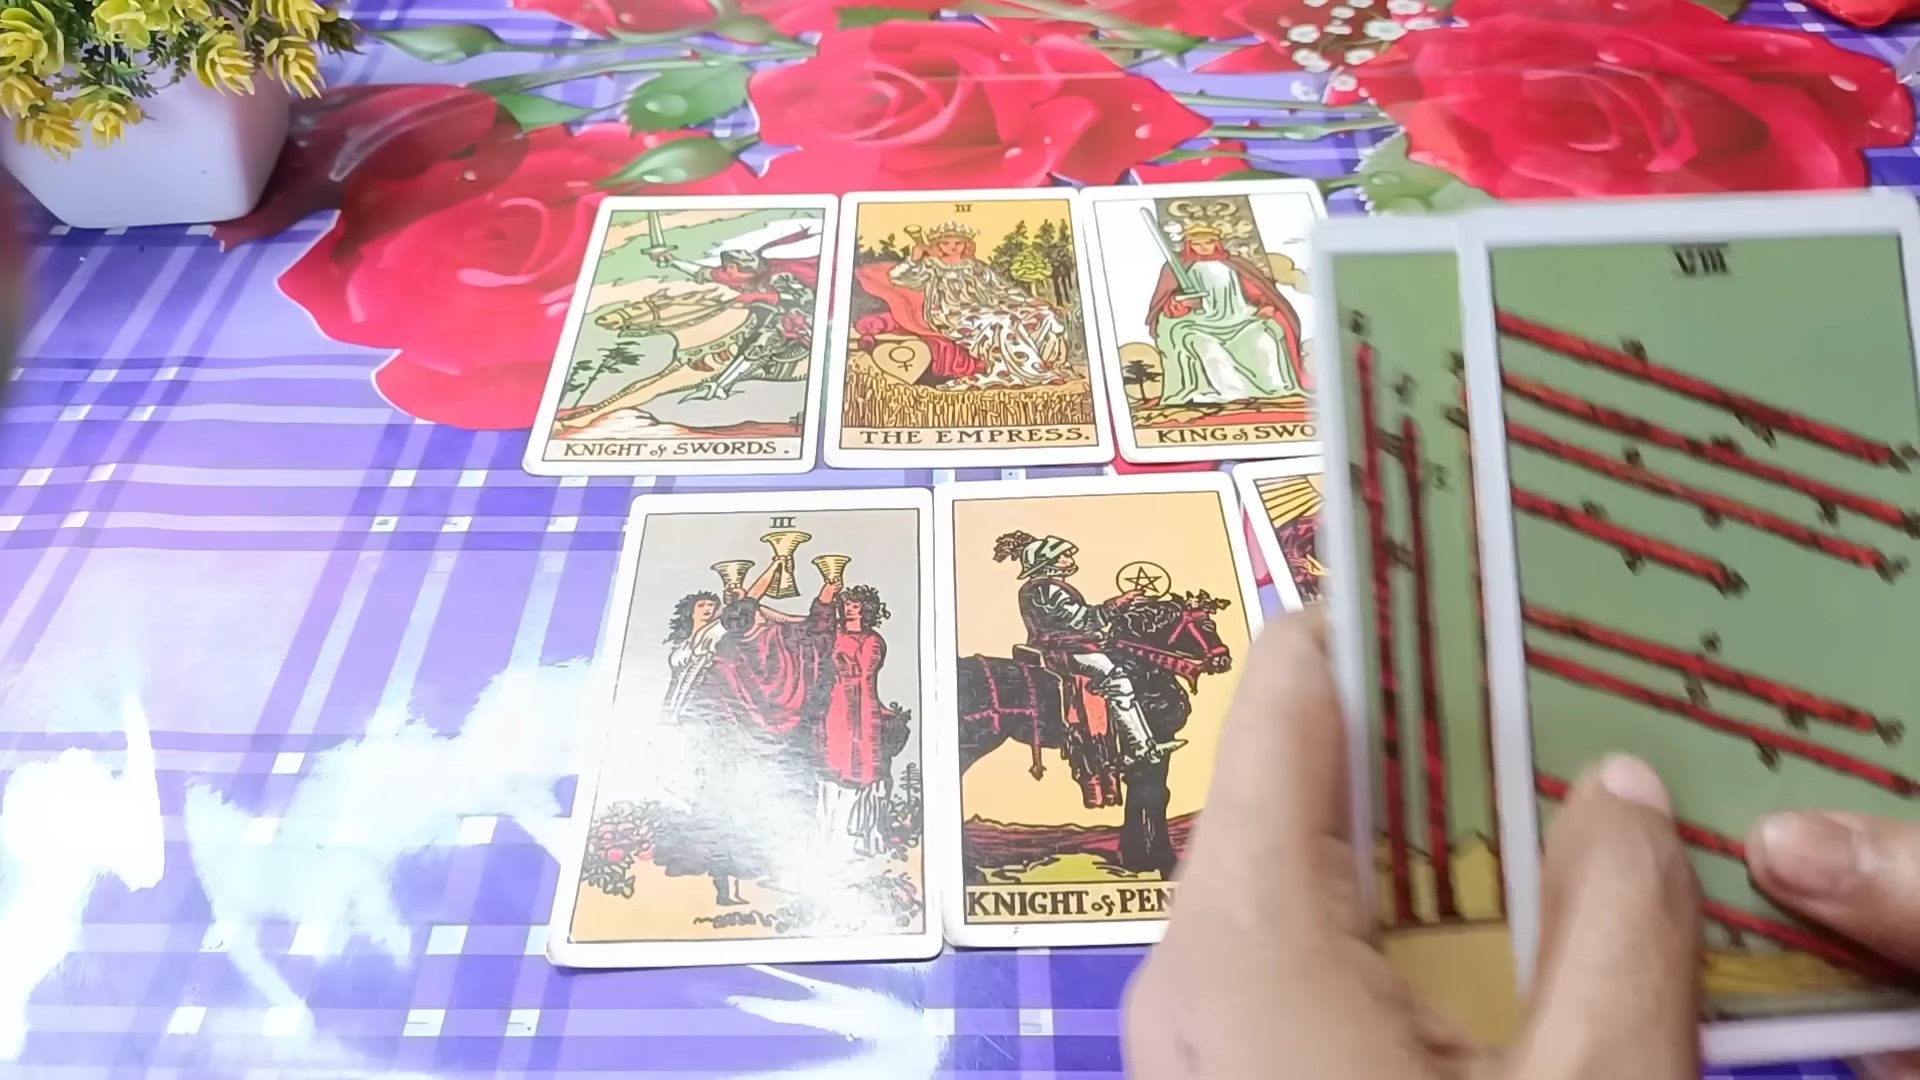 III
KNIGHT of SWORDS.
THE EMPRESS.
KING of SWO
VIII
III
KNIGHT of PEN